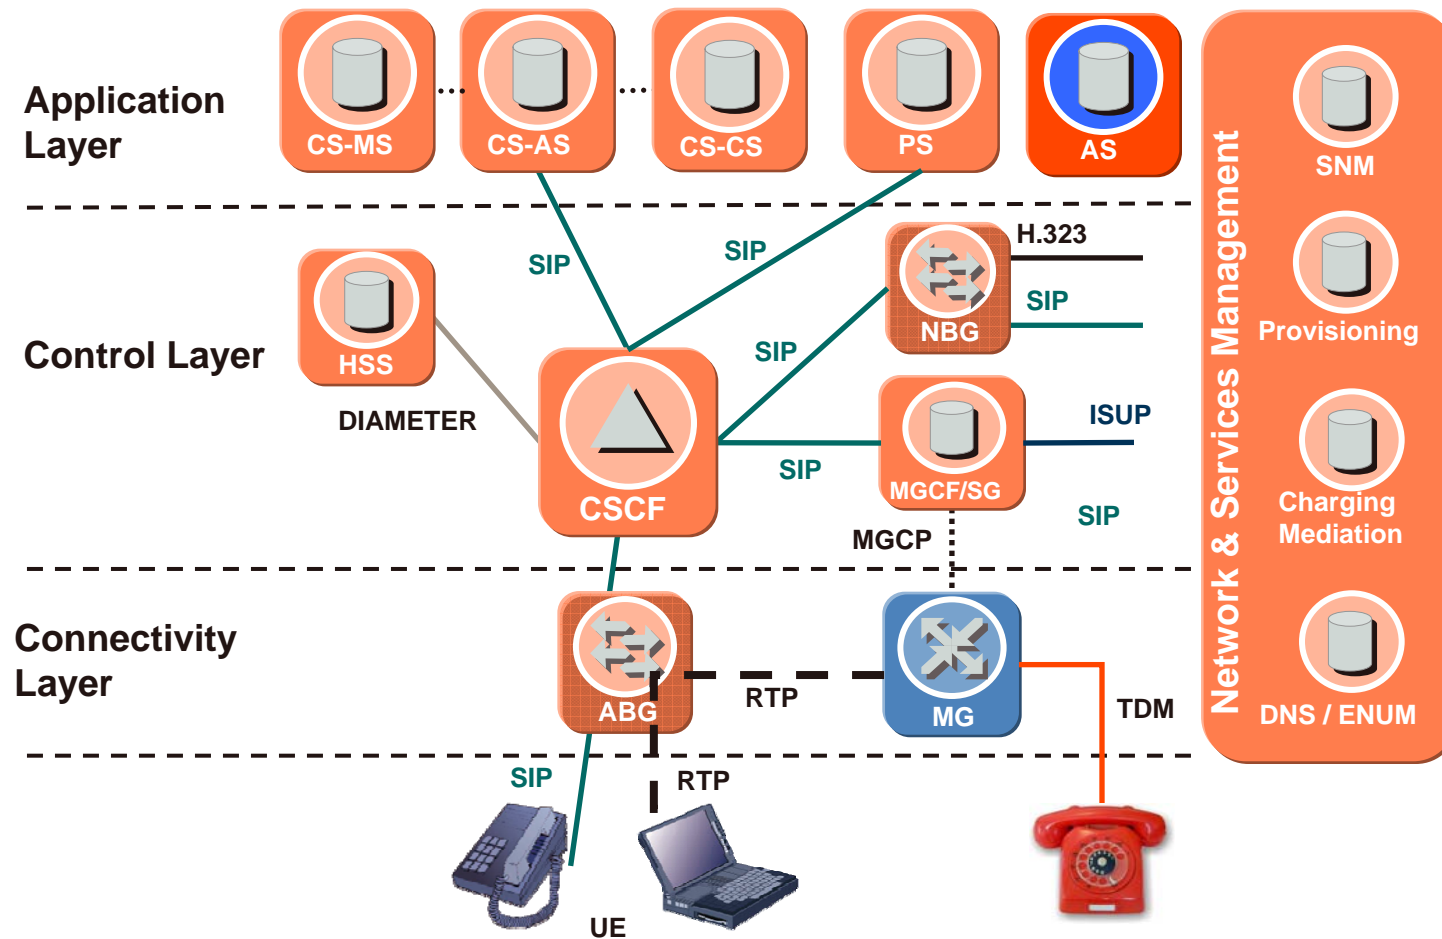 Application
Layer
CS-MS
...
CS-AS
...
CS-CS
PS
AS
SIP
SIP
H.323
SIP
NBG
Control Layer
HSS
DIAMETER
SIP
CSCF
SIP
MGCF/SG
ISUP
SIP
MGCP
Connectivity
Layer
ABG
RTP
MG
TDM
SIP
RTP
UE
Network & Services Management
SNM
Provisioning
Charging
Mediation
DNS / ENUM